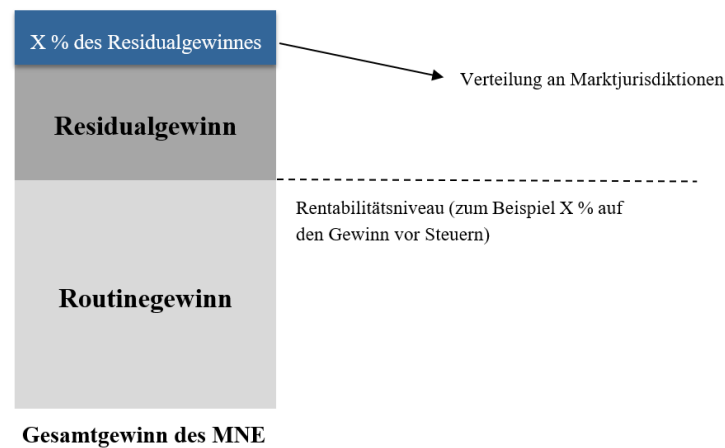 X % des Residualgewinnes
Verteilung an Marktjurisdiktionen
Residualgewinn
Rentabilitätsniveau (zum Beispiel X % auf
den Gewinn vor Steuern)
Routinegewinn
Gesamtgewinn des MNE